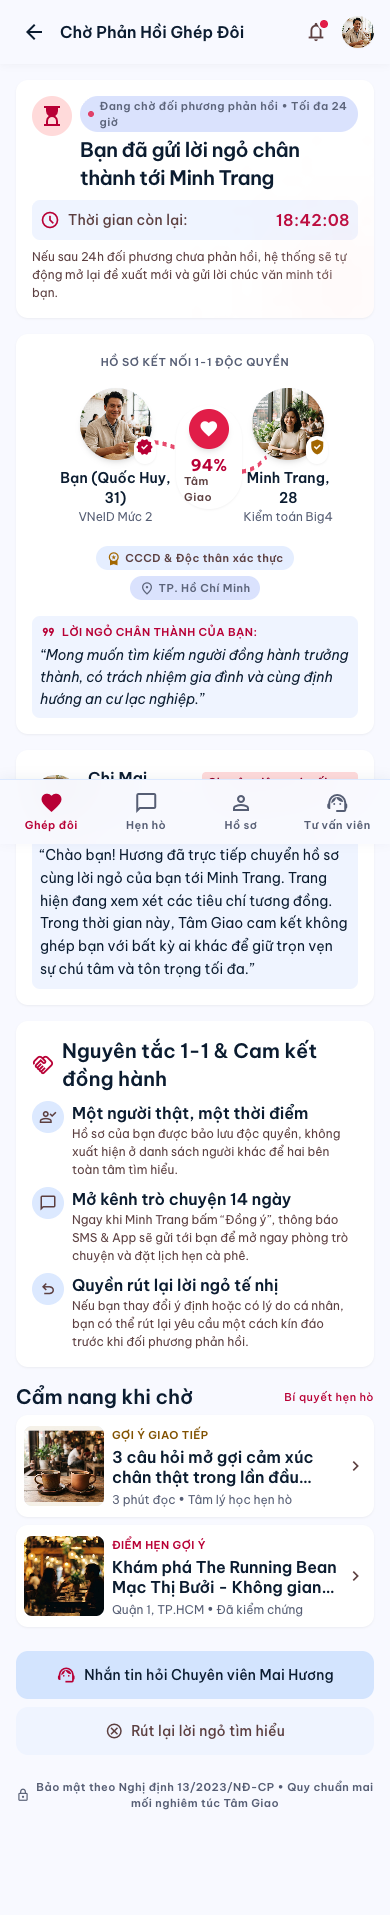 Chờ Phản Hồi Ghép Đôi
Đang chờ đối phương phản hồi • Tối đa 24
giờ
Bạn đã gửi lời ngỏ chân
thành tới Minh Trang
Thời gian còn lại:
18:42:08
Nếu sau 24h đối phương chưa phản hồi, hệ thống sẽ tự
động mở lại đề xuất mới và gửi lời chúc văn minh tới
bạn.
HỒ SƠ KẾT NỐI 1-1 ĐỘC QUYỀN
94%
Tâm
Giao
Bạn (Quốc Huy,
31)
VNeID Mức 2
Minh Trang,
28
Kiểm toán Big4
CCCD & Độc thân xác thực
TP. Hồ Chí Minh
LỜI NGỎ CHÂN THÀNH CỦA BẠN:
“Mong muốn tìm kiếm người đồng hành trưởng
thành, có trách nhiệm gia đình và cùng định
hướng an cư lạc nghiệp.”
Chị Mai
Ghép đôi
Hẹn hò
Hồ sơ
Tư vấn viên
“Chào bạn! Hương đã trực tiếp chuyển hồ sơ
cùng lời ngỏ của bạn tới Minh Trang. Trang
hiện đang xem xét các tiêu chí tương đồng.
Trong thời gian này, Tâm Giao cam kết không
ghép bạn với bất kỳ ai khác để giữ trọn vẹn
sự chú tâm và tôn trọng tối đa.”
Nguyên tắc 1-1 & Cam kết
đồng hành
Một người thật, một thời điểm
Hồ sơ của bạn được bảo lưu độc quyền, không
xuất hiện ở danh sách người khác để hai bên
toàn tâm tìm hiểu.
Mở kênh trò chuyện 14 ngày
Ngay khi Minh Trang bấm “Đồng ý”, thông báo
SMS & App sẽ gửi tới bạn để mở ngay phòng trò
chuyện và đặt lịch hẹn cà phê.
Quyền rút lại lời ngỏ tế nhị
Nếu bạn thay đổi ý định hoặc có lý do cá nhân,
bạn có thể rút lại yêu cầu một cách kín đáo
trước khi đối phương phản hồi.
Cẩm nang khi chờ
Bí quyết hẹn hò
GỢI Ý GIAO TIẾP
3 câu hỏi mở gợi cảm xúc
chân thật trong lần đầu...
3 phút đọc • Tâm lý học hẹn hò
ĐIỂM HẸN GỢI Ý
Khám phá The Running Bean
Mạc Thị Bưởi - Không gian...
Quận 1, TP.HCM • Đã kiểm chứng
Nhắn tin hỏi Chuyên viên Mai Hương
Rút lại lời ngỏ tìm hiểu
Bảo mật theo Nghị định 13/2023/NĐ-CP • Quy chuẩn mai
mối nghiêm túc Tâm Giao